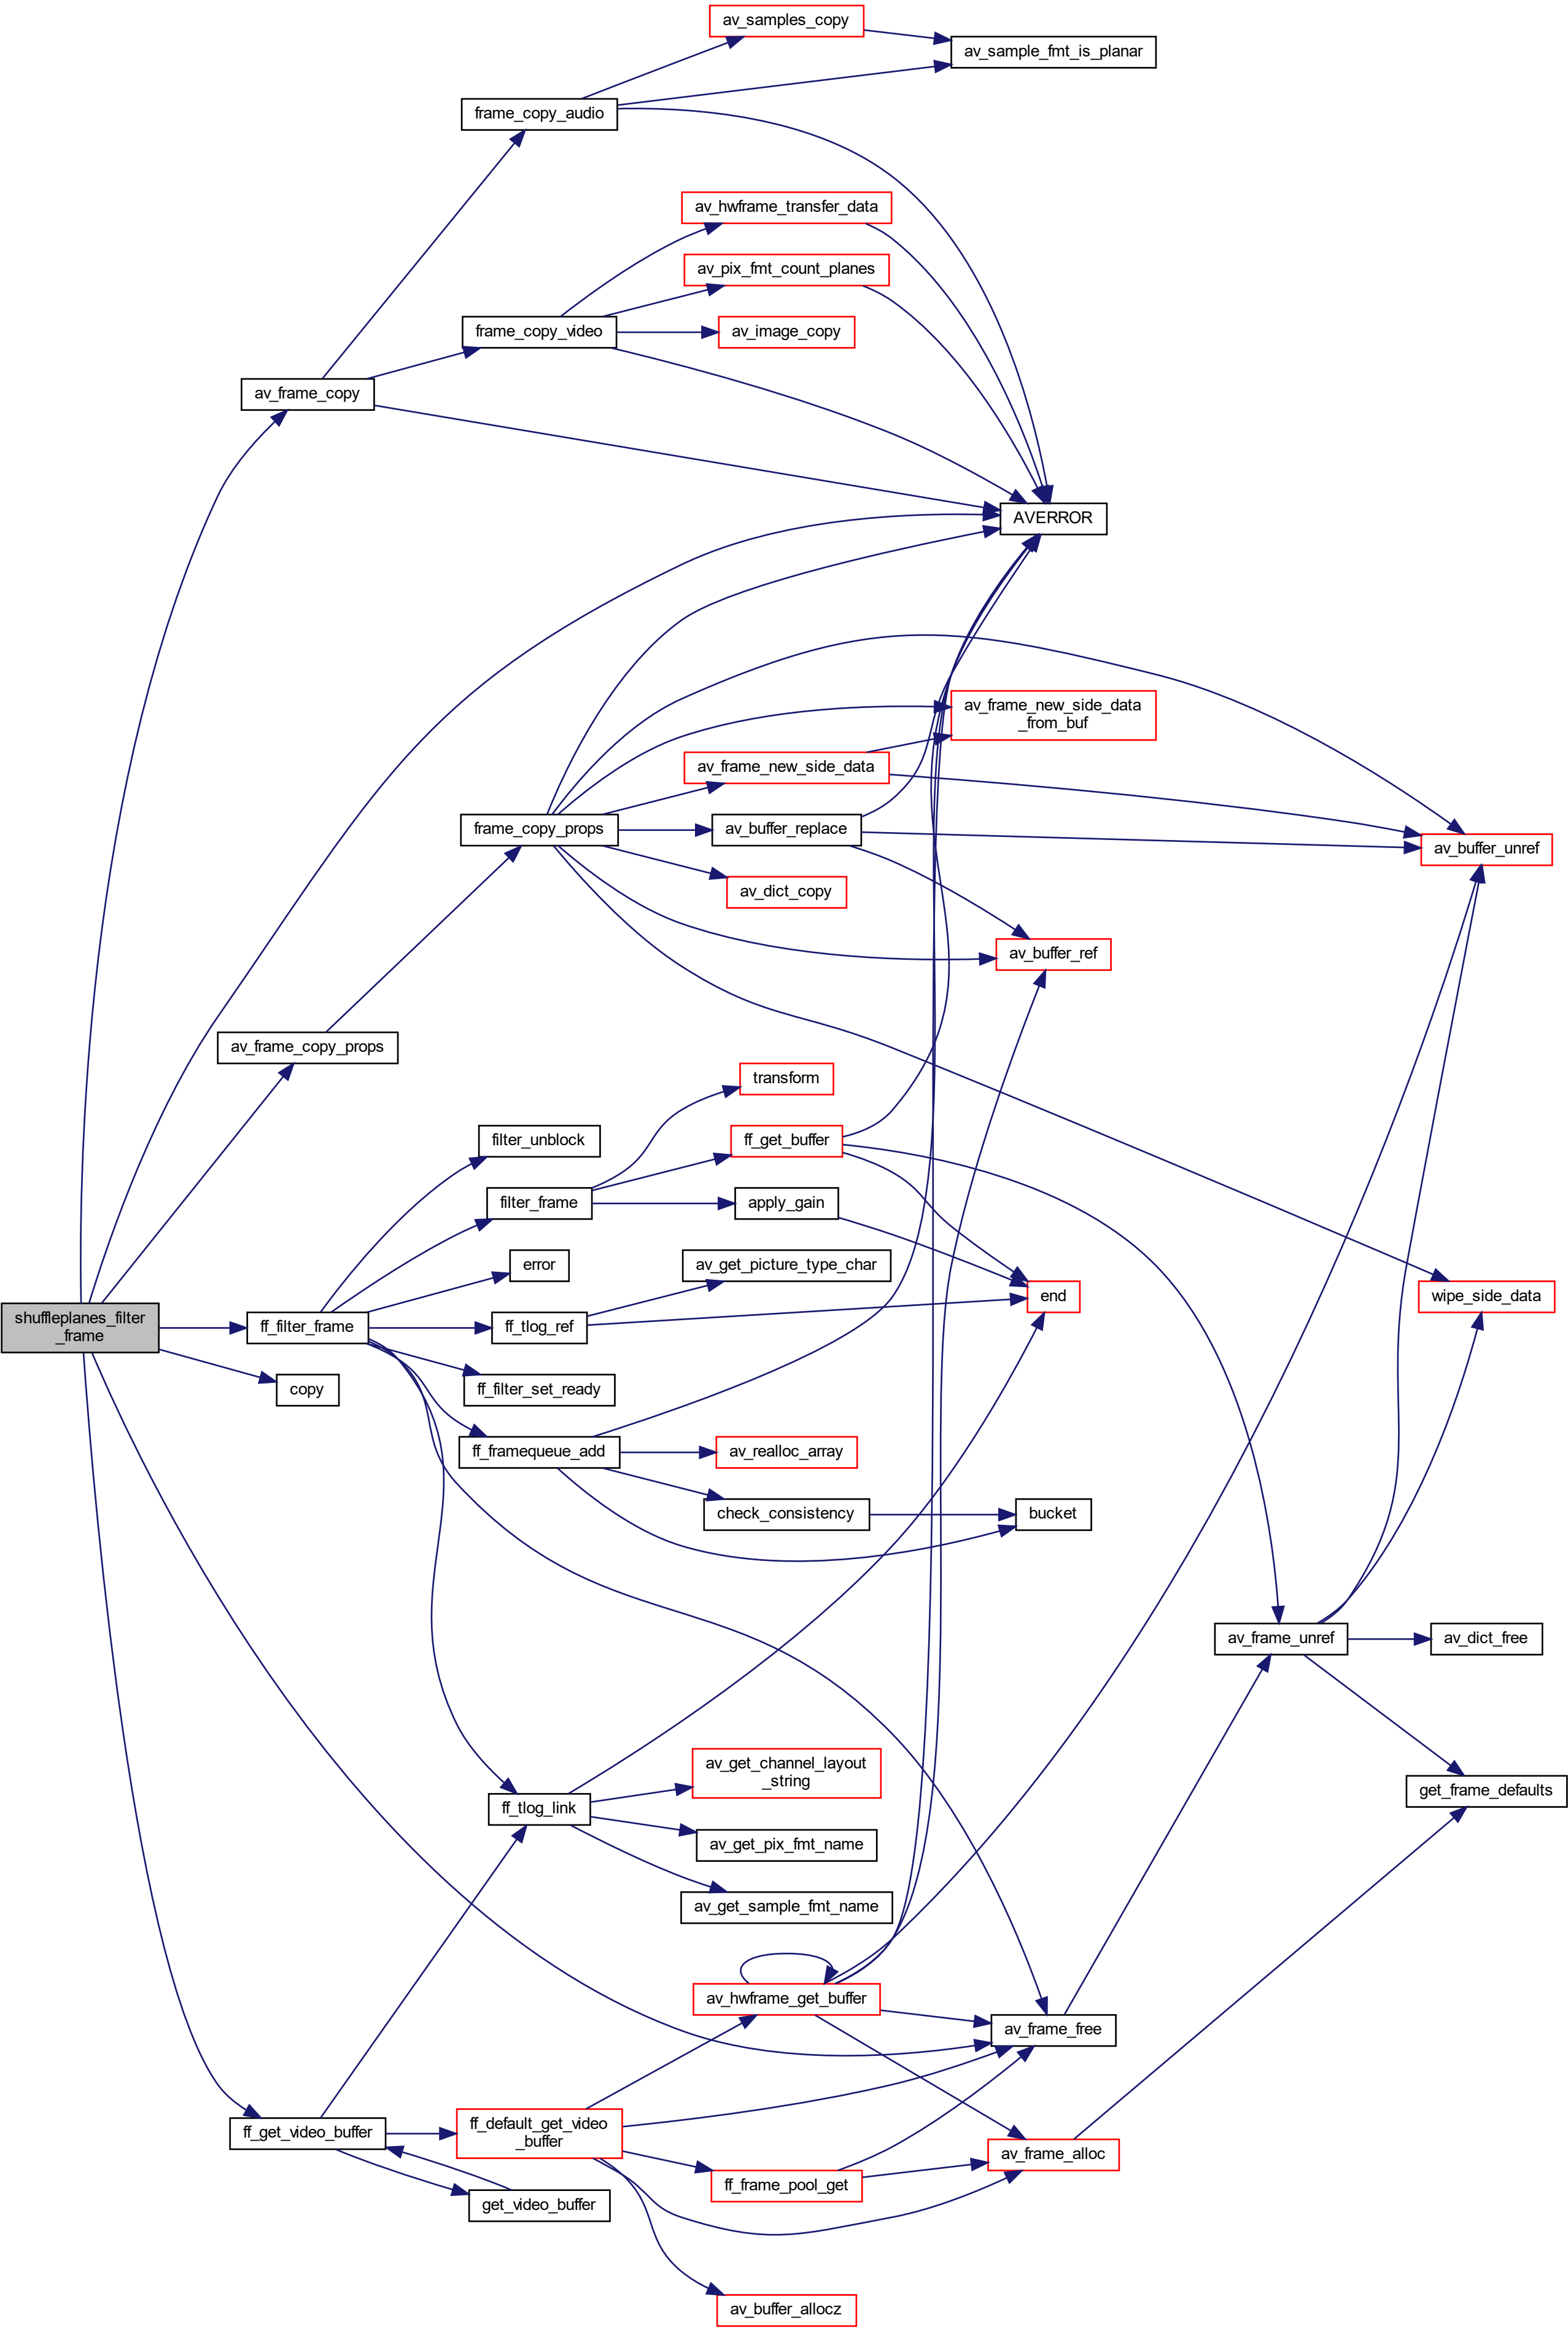 av_samples_copy
av_sample_fmt_is_planar
frame_copy_audio
av_hwframe_transfer_data
av_pix_fmt_count_planes
frame_copy_video
av_image_copy
av_frame_copy
AVERROR
av_frame_new_side_data
_from_buf
av_frame_new_side_data
frame_copy_props
av_buffer_replace
av_buffer_unref
av_dict_copy
av_buffer_ref
av_frame_copy_props
transform
filter_unblock
ff_get_buffer
filter_frame
apply_gain
error
av_get_picture_type_char
end
wipe_side_data
shuffleplanes_filter
_frame
ff_filter_frame
ff_tlog_ref
copy
ff_filter_set_ready
ff_framequeue_add
av_realloc_array
check_consistency
bucket
av_frame_unref
av_dict_free
av_get_channel_layout
_string
get_frame_defaults
ff_tlog_link
av_get_pix_fmt_name
av_get_sample_fmt_name
av_hwframe_get_buffer
av_frame_free
ff_get_video_buffer
ff_default_get_video
_buffer
av_frame_alloc
ff_frame_pool_get
get_video_buffer
av_buffer_allocz